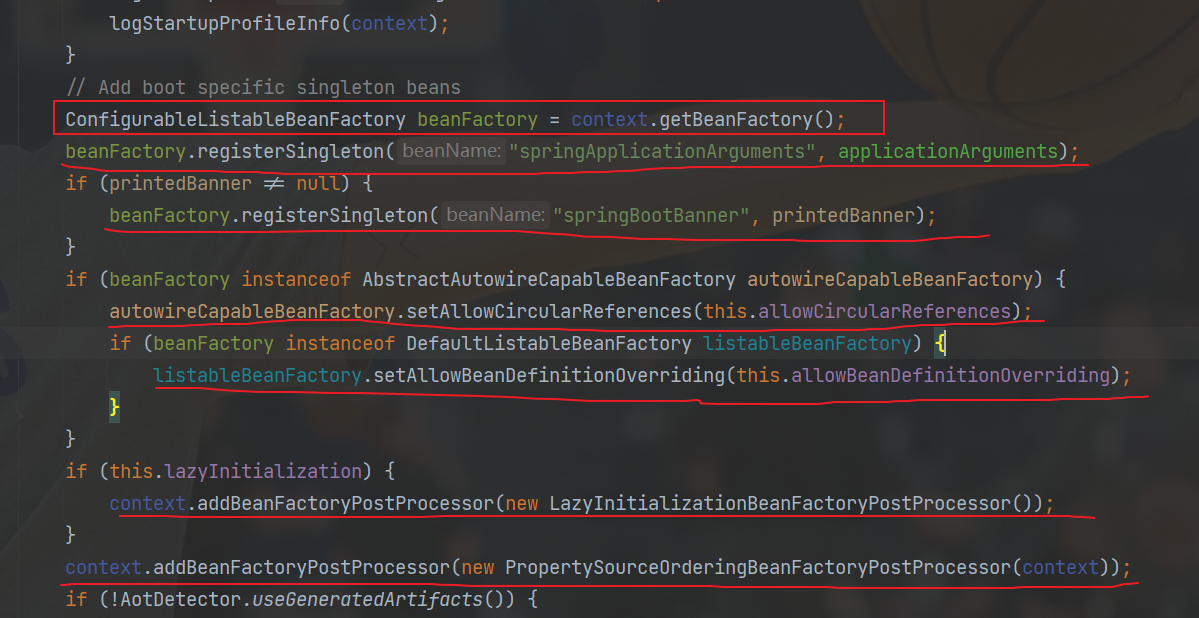 logStartupProfileInfo(context);
}
// Add boot specific singleton beans
ConfigurableListableBeanFactory beanFactory = context.getBeanFactory();
beanFactory.registerSingleton( beanName: "springApplicationArguments", applicationArguments);
if (printedBanner ≠ null) {
beanFactory.registerSingleton( beanName: "springBootBanner", printedBanner);
}
if (beanFactory instanceof AbstractAutowireCapableBeanFactory autowireCapableBeanFactory) {
autowireCapableBeanFactory.setAllowCircularReferences(this.allowCircularReferences);
if (beanFactory instanceof DefaultListableBeanFactory listableBeanFactory) {
listableBeanFactory.setAllowBeanDefinitionOverriding(this.allowBeanDefinitionOverriding);
}
}
if (this.lazyInitialization) {
context.addBeanFactoryPostProcessor(new LazyInitializationBeanFactoryPostProcessor());
}
context.addBeanFactoryPostProcessor(new PropertySourceOrderingBeanFactoryPostProcessor(context));
if (!AotDetector.useGeneratedArtifacts()) {